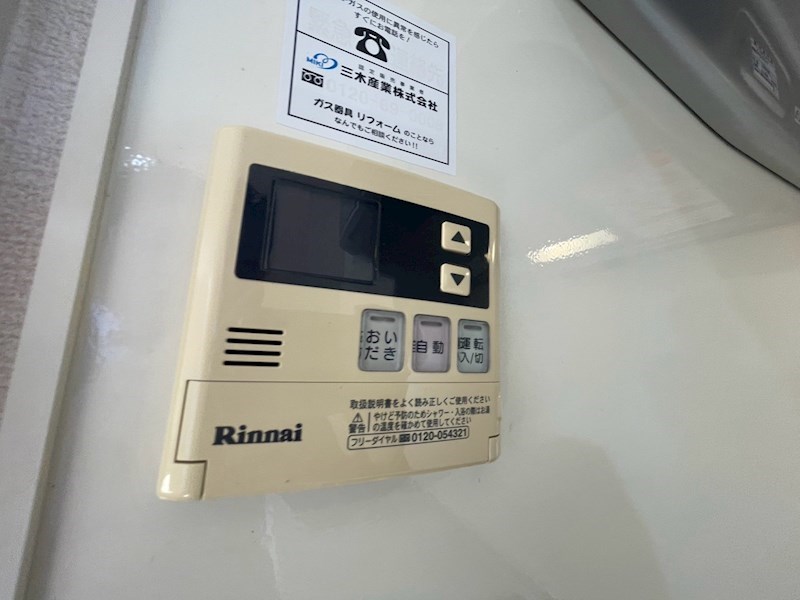 ガスの使用に異常を感じたら
すぐにお電話を!
三木産業株式会社
ガス器具 リフォーム のことなら
なんでもご相談ください!!
おい
だき
自動
運転
入/切
Rinnai
取扱説明書をよく読み正しくご使用ください
警告 やけど予防のためシャワー・入浴の際はお湯
の温度を確かめて使用してください
フリーダイヤル 0120-054321